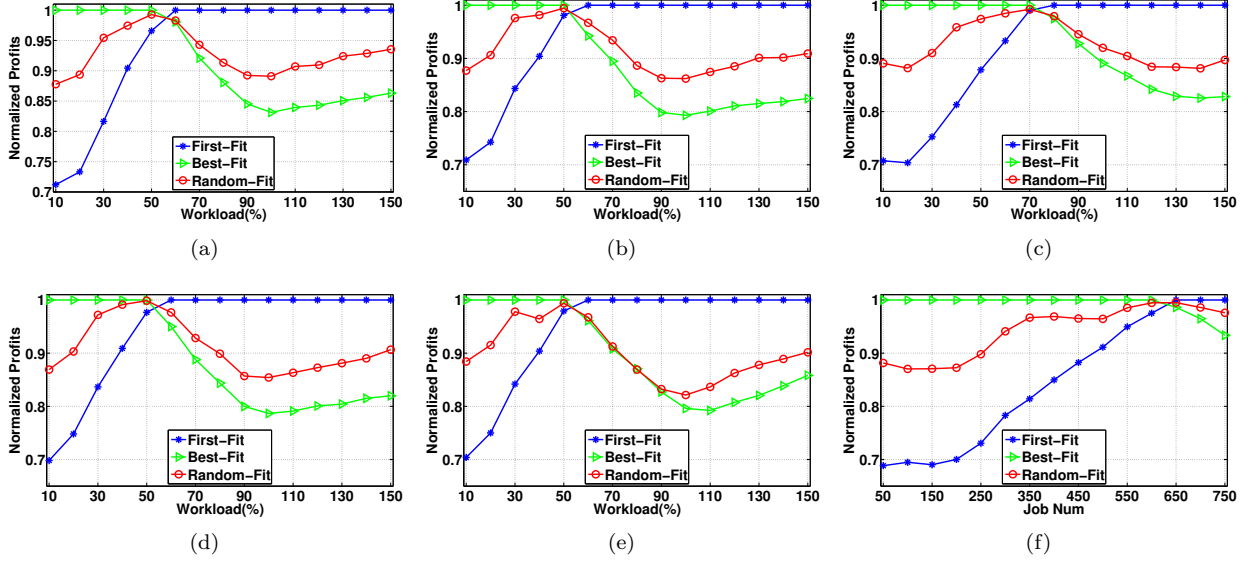 Normalized Profits
1
0.95
0.9
0.85
0.8
0.75
0.7
First-Fit
Best-Fit
Random-Fit
10 30 50 70 90 110 130 150
Workload(%)
(a)
Normalized Profits
1
0.9
0.8
0.7
First-Fit
Best-Fit
Random-Fit
10 30 50 70 90 110 130 150
Workload(%)
(b)
Normalized Profits
1
0.9
0.8
0.7
First-Fit
Best-Fit
Random-Fit
10 30 50 70 90 110 130 150
Workload(%)
(c)
Normalized Profits
1
0.9
0.8
0.7
First-Fit
Best-Fit
Random-Fit
10 30 50 70 90 110 130 150
Workload(%)
(d)
Normalized Profits
1
0.9
0.8
0.7
First-Fit
Best-Fit
Random-Fit
10 30 50 70 90 110 130 150
Workload(%)
(e)
Normalized Profits
1
0.9
0.8
0.7
First-Fit
Best-Fit
Random-Fit
50 150 250 350 450 550 650 750
Job Num
(f)